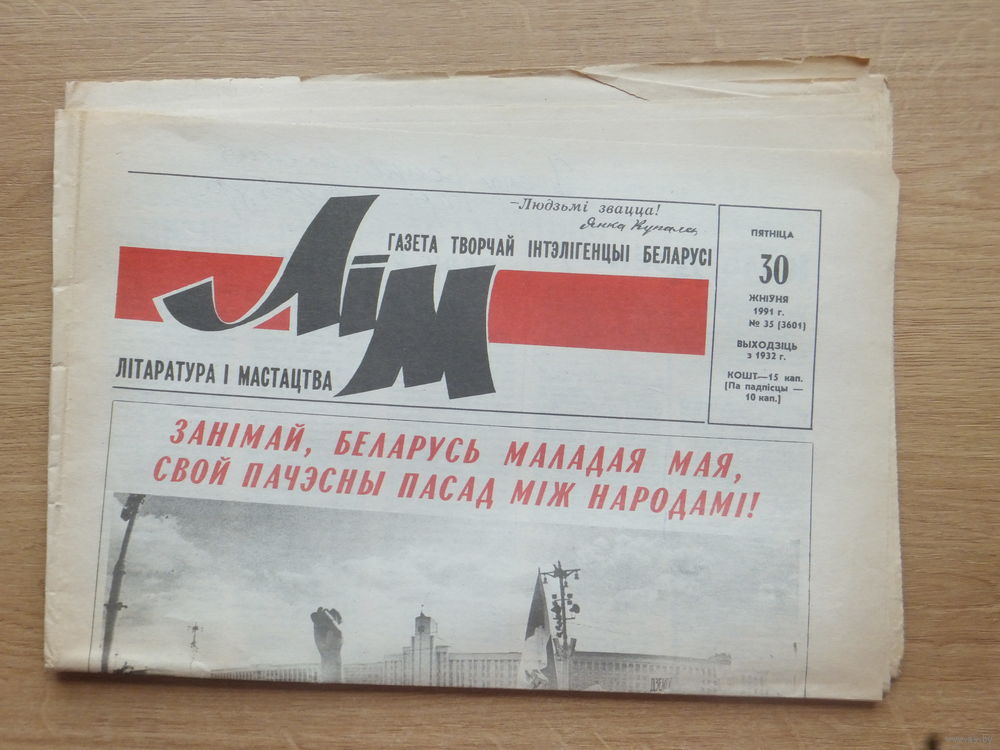 –Людзьмі звацца!
Янка Купала
ГАЗЕТА ТВОРЧАЙ ІНТЭЛІГЕНЦЫІ БЕЛАРУСІ
ЛіМ
ЛІТАРАТУРА І МАСТАЦТВА
ПЯТНІЦА
30
ЖНІЎНЯ
1991 г.
№ 35 (3601)
ВЫХОДЗІЦЬ
з 1932 г.
КОШТ—15 кап.
[Па падпісцы —
10 кап.]
ЗАНІМАЙ, БЕЛАРУСЬ МАЛАДАЯ МАЯ,
СВОЙ ПАЧЭСНЫ ПАСАД МІЖ НАРОДАМІ!